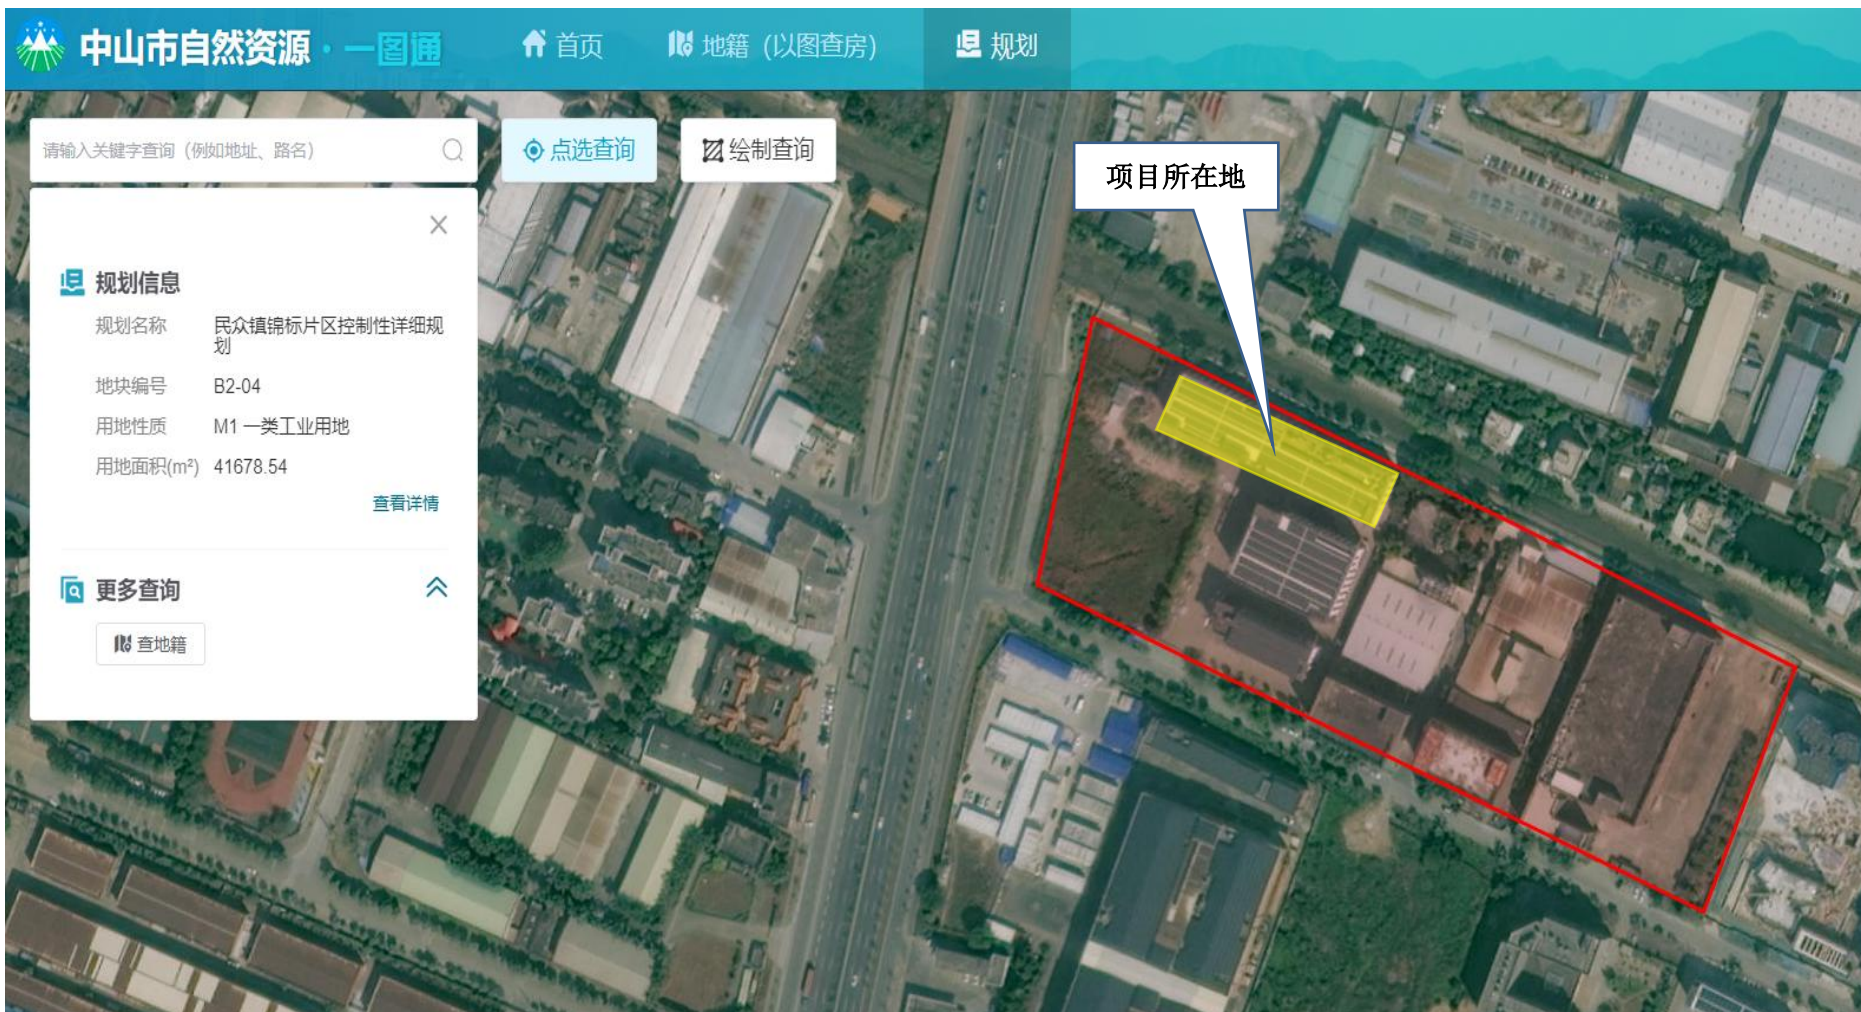 中山市自然资源·一图通
首页
地籍（以图查房）
规划
请输入关键字查询（例如地址、路名）
点选查询
绘制查询
项目所在地
规划信息
规划名称 民众镇锦标片区控制性详细规
划
地块编号 B2-04
用地性质 M1 一类工业用地
用地面积(m²) 41678.54
查看详情
更多查询
查地籍